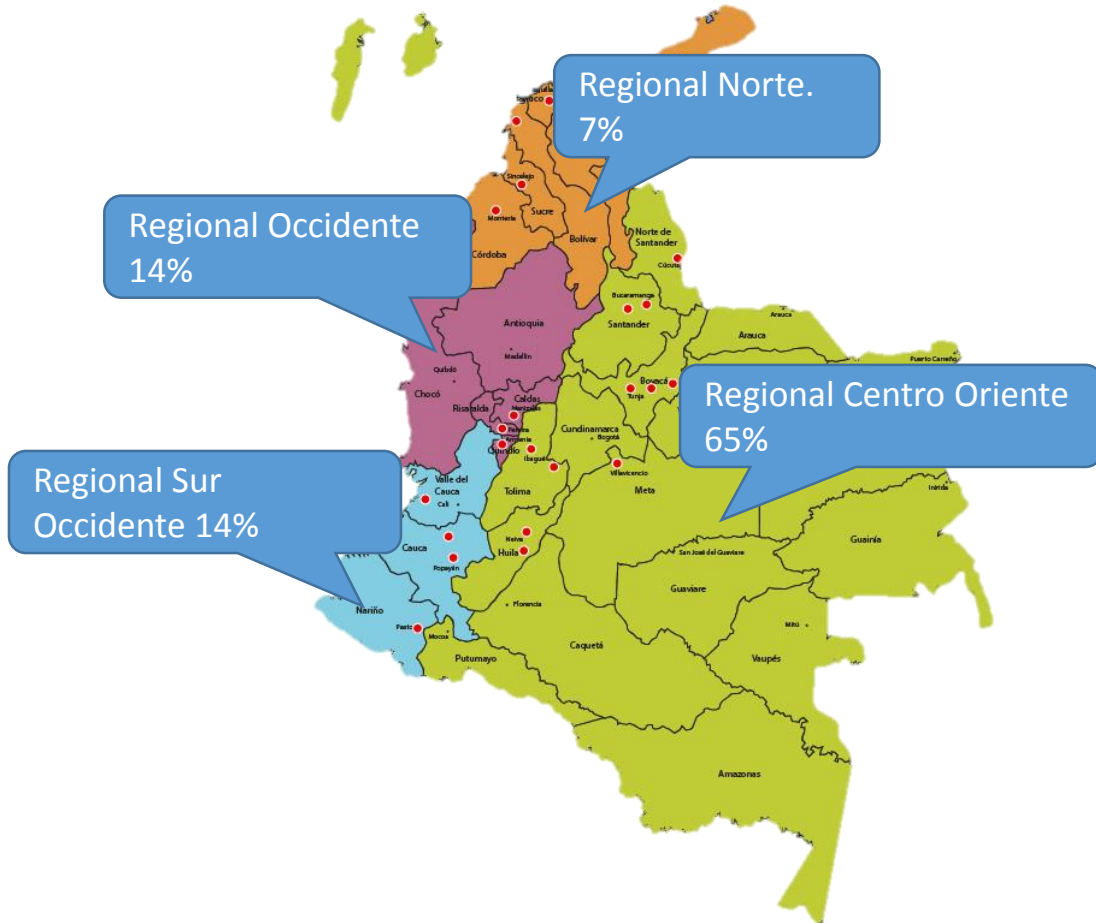 Regional Norte.
7%
Regional Occidente
14%
Regional Centro Oriente
65%
Regional Sur
Occidente 14%
Sincelejo
Montería
Sucre
Córdoba
Bolívar
Norte de
Santander
Cúcuta
Bucaramanga
Santander
Arauca
Arauca
Puerto Carreño
Antioquia
Medellín
Quibdó
Chocó
Boyacá
Tunja
Caldas
Manizales
Risaralda
Pereira
Armenia
Quindío
Cundinamarca
Bogotá
Ibagué
Tolima
Villavicencio
Meta
Valle del
Cauca
Cali
Inírida
Guainía
Cauca
Popayán
Neiva
Huila
San José del Guaviare
Guaviare
Nariño
Pasto
Mocoa
Putumayo
Florencia
Caquetá
Mitú
Vaupés
Amazonas